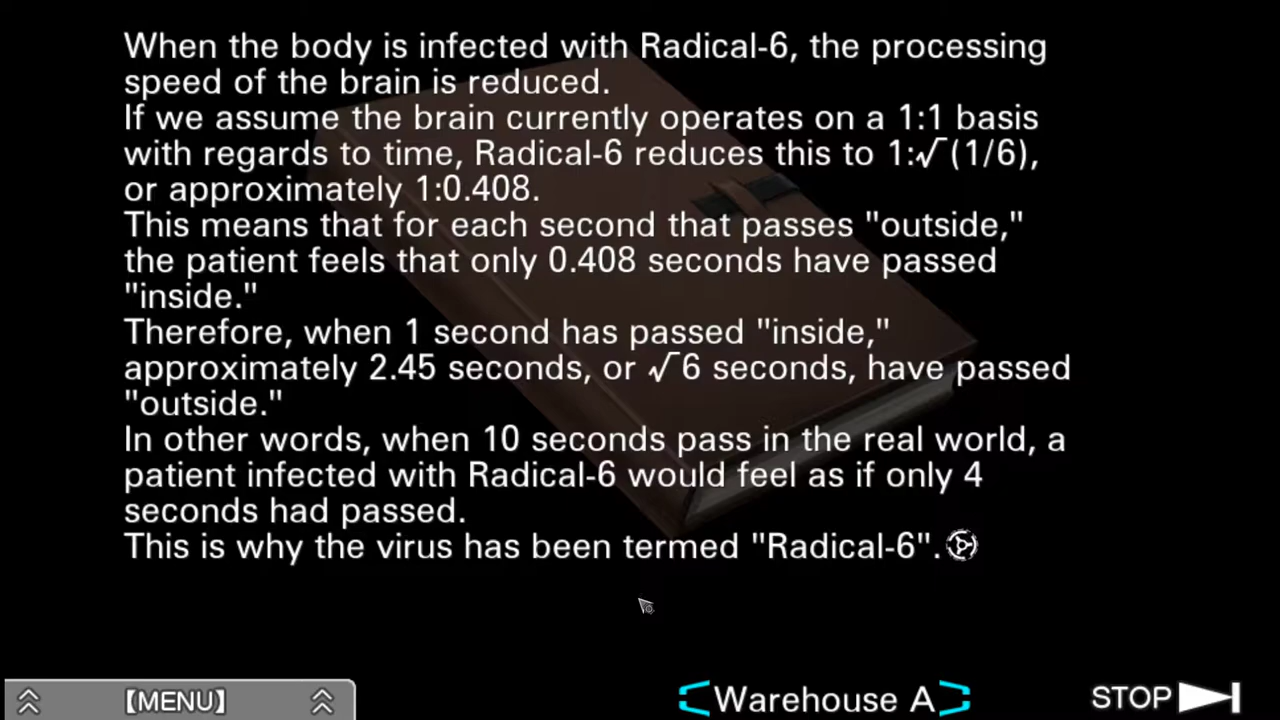 When the body is infected with Radical-6, the processing
speed of the brain is reduced.
If we assume the brain currently operates on a 1:1 basis
with regards to time, Radical-6 reduces this to 1:√(1/6),
or approximately 1:0.408.
This means that for each second that passes "outside,"
the patient feels that only 0.408 seconds have passed
"inside."
Therefore, when 1 second has passed "inside,"
approximately 2.45 seconds, or √6 seconds, have passed
"outside."
In other words, when 10 seconds pass in the real world, a
patient infected with Radical-6 would feel as if only 4
seconds had passed.
This is why the virus has been termed "Radical-6".
【MENU】
Warehouse A
STOP